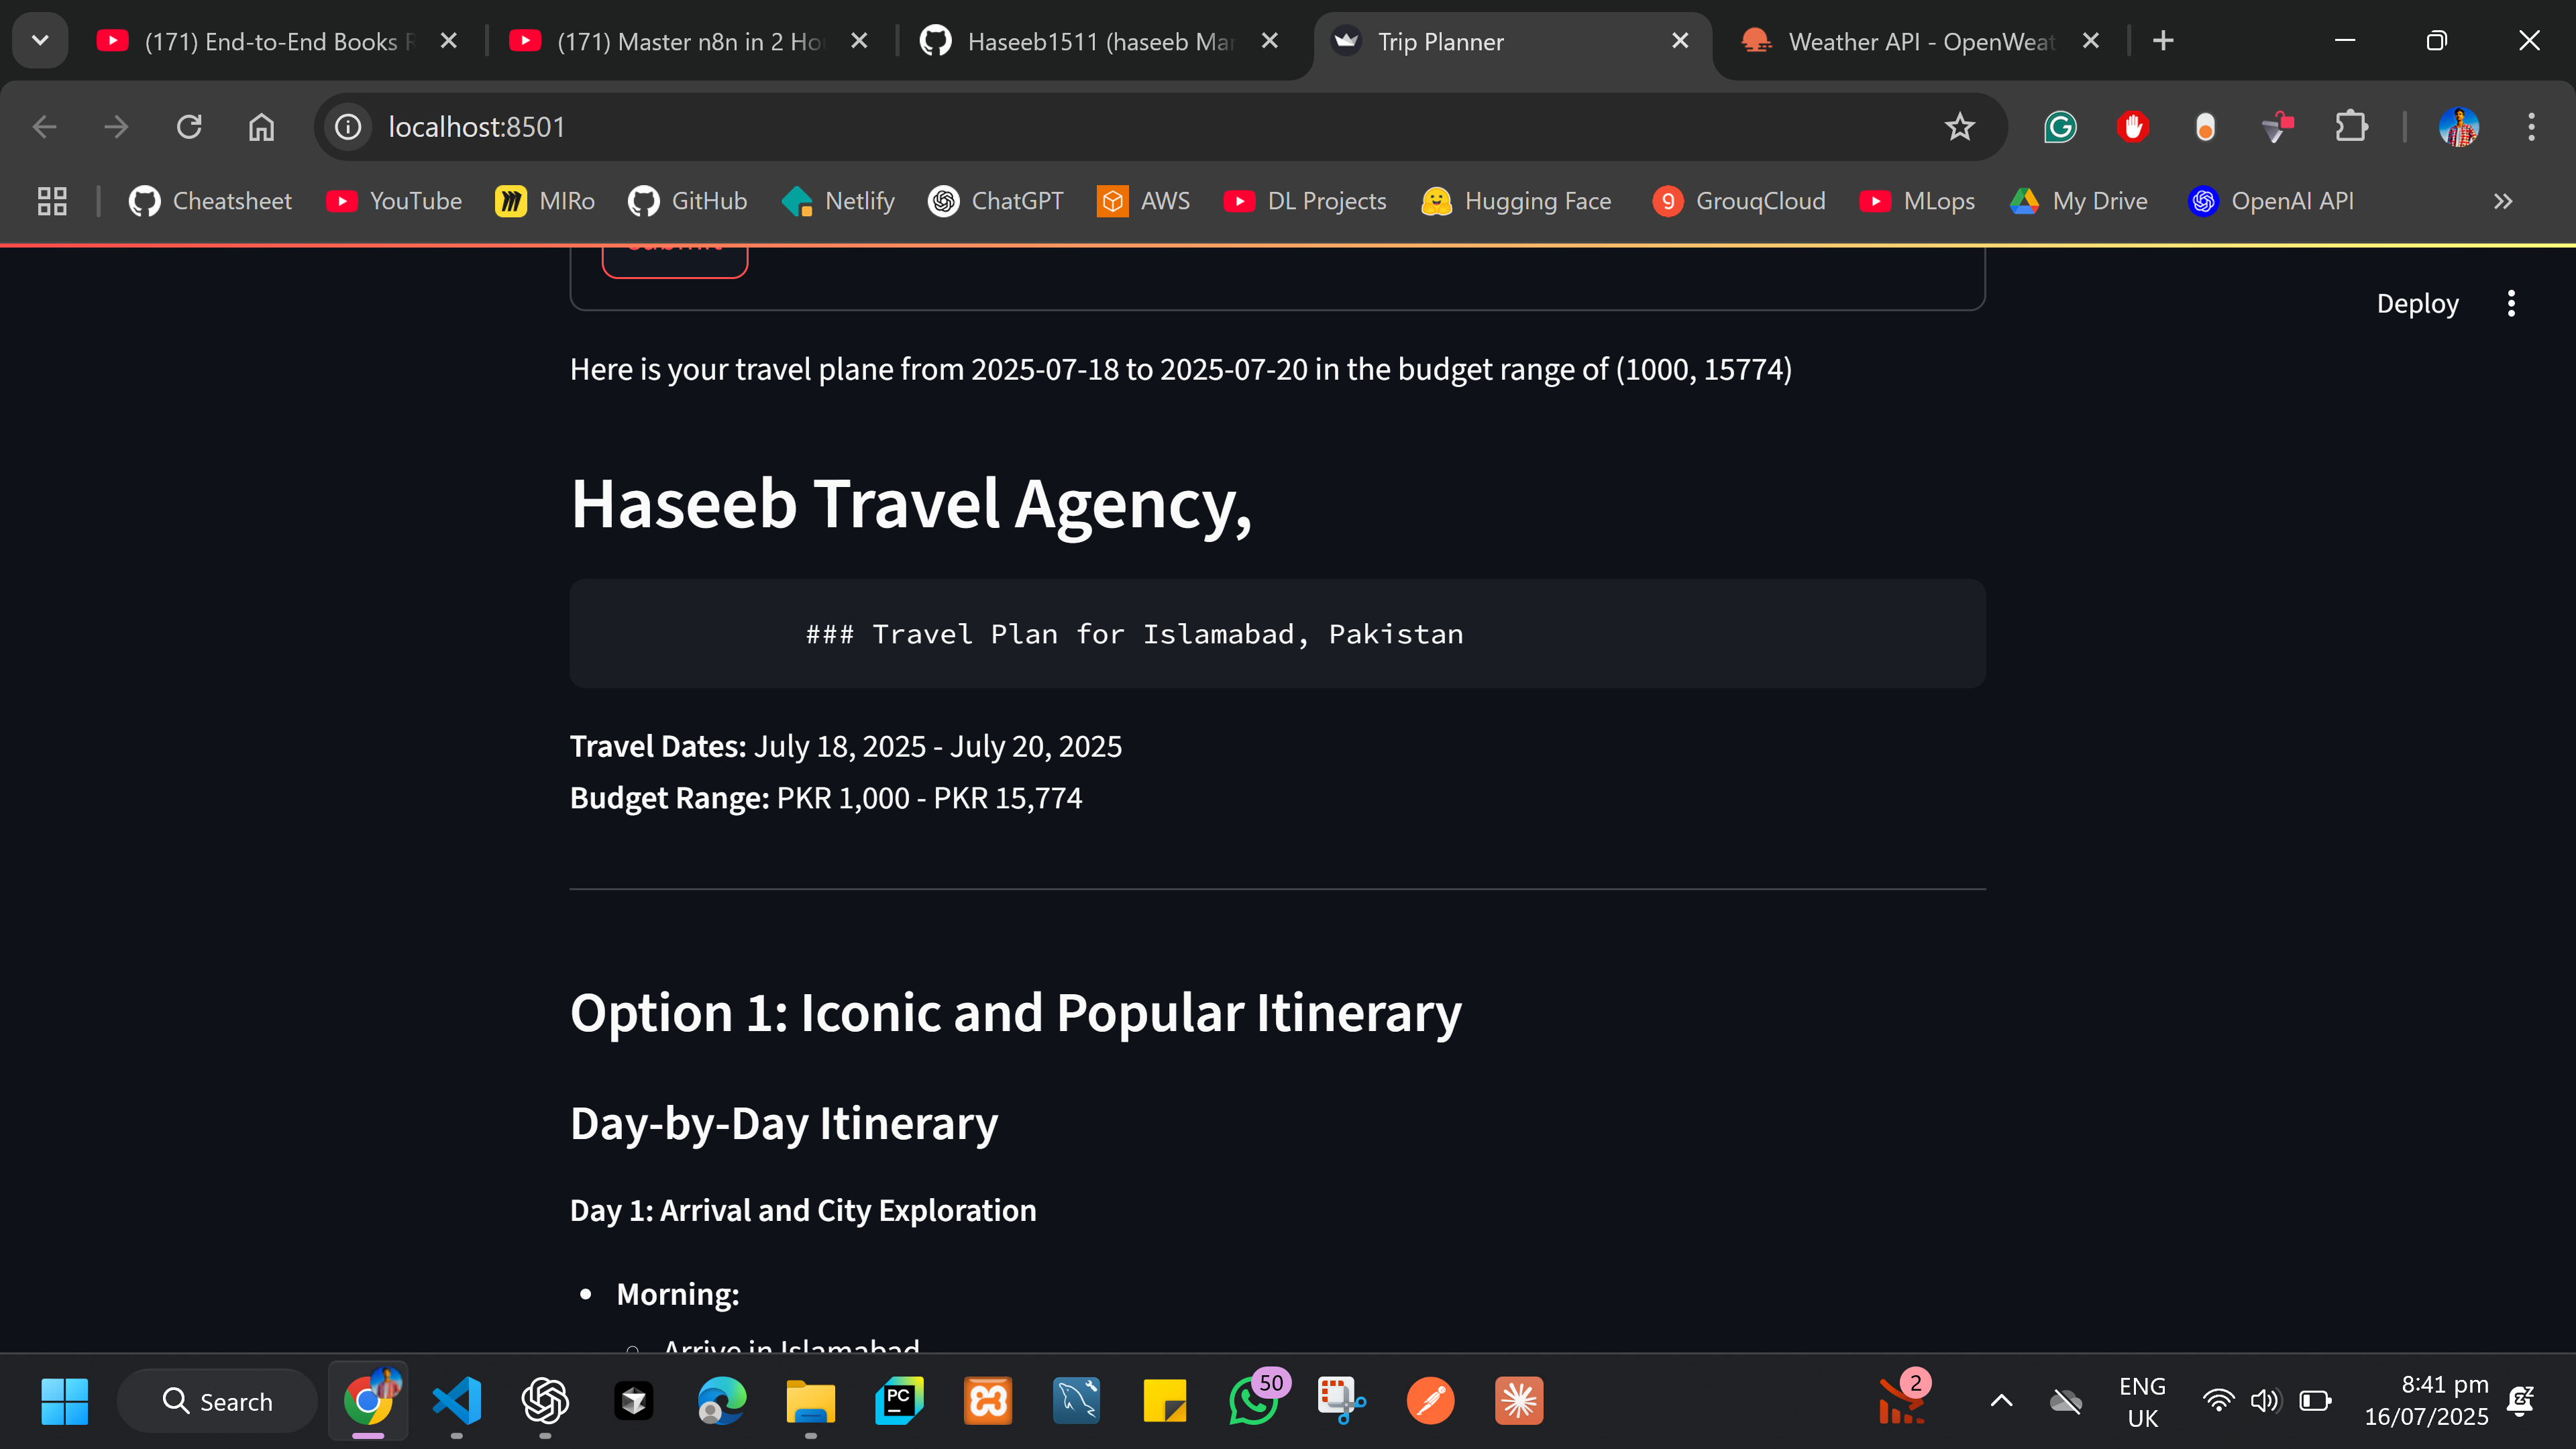 (171) End-to-End Books R
(171) Master n8n in 2 Ho
Haseeb1511 (haseeb Ma
Trip Planner
Weather API - OpenWeat
localhost:8501
Cheatsheet
YouTube
MIRo
GitHub
Netlify
ChatGPT
AWS
DL Projects
Hugging Face
GrouqCloud
MLops
My Drive
OpenAI API
Deploy
Here is your travel plane from 2025-07-18 to 2025-07-20 in the budget range of (1000, 15774)
Haseeb Travel Agency,
### Travel Plan for Islamabad, Pakistan
Travel Dates: July 18, 2025 - July 20, 2025
Budget Range: PKR 1,000 - PKR 15,774
Option 1: Iconic and Popular Itinerary
Day-by-Day Itinerary
Day 1: Arrival and City Exploration
Morning:
Arrive in Islamabad
Search
PC
50
2
ENG
UK
8:41 pm
16/07/2025